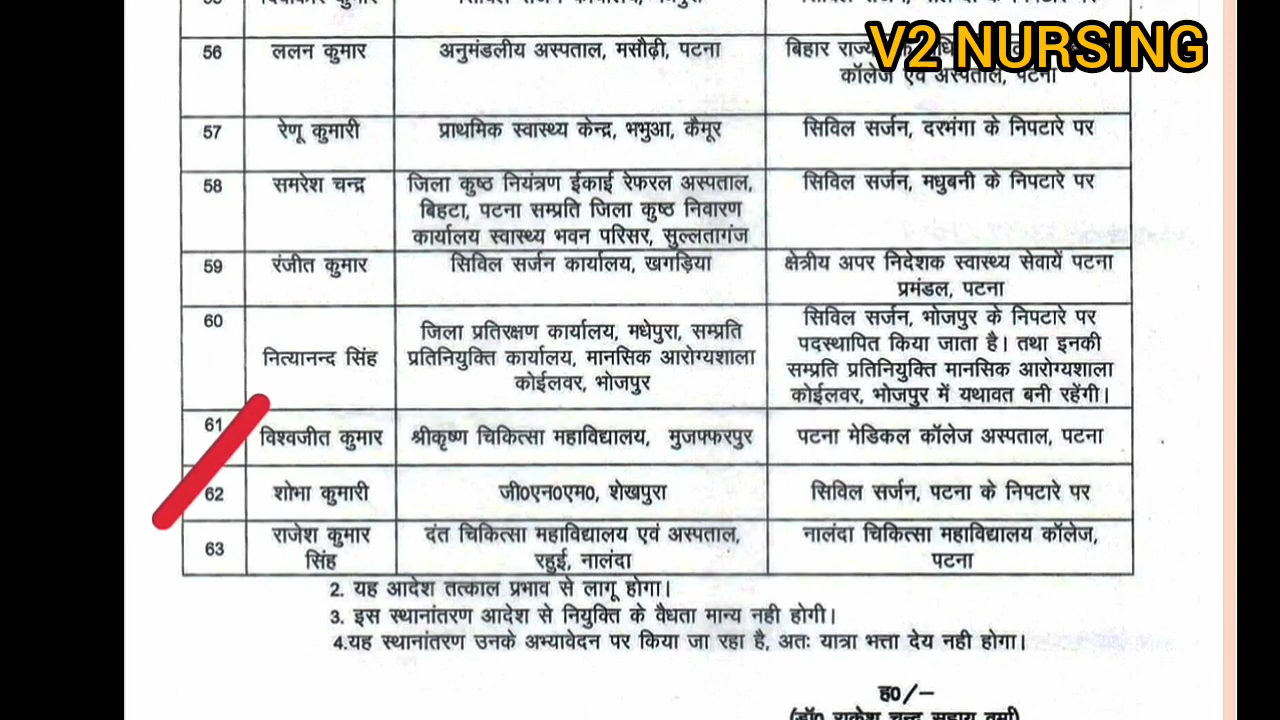 V2 NURSING
56 ललन कुमार अनुमंडलीय अस्पताल, मसौढ़ी, पटना बिहार राज्य
कॉलेज एवं अस्पताल, पटना
57 रेणू कुमारी प्राथमिक स्वास्थ्य केन्द्र, भभुआ, कैमूर सिविल सर्जन, दरभंगा के निपटारे पर
58 समरेश चन्द्र जिला कुष्ठ नियंत्रण ईकाई रेफरल अस्पताल, सिविल सर्जन, मधुबनी के निपटारे पर
बिहटा, पटना सम्प्रति जिला कुष्ठ निवारण
कार्यालय स्वास्थ्य भवन परिसर, सुल्लतागंज
59 रंजीत कुमार सिविल सर्जन कार्यालय, खगड़िया क्षेत्रीय अपर निदेशक स्वास्थ्य सेवायें पटना
प्रमंडल, पटना
60 नित्यानन्द सिंह जिला प्रतिरक्षण कार्यालय, मधेपुरा, सम्प्रति
प्रतिनियुक्ति कार्यालय, मानसिक आरोग्यशाला
कोईलवर, भोजपुर
सिविल सर्जन, भोजपुर के निपटारे पर
पदस्थापित किया जाता है। तथा इनकी
सम्प्रति प्रतिनियुक्ति मानसिक आरोग्यशाला
कोईलवर, भोजपुर में यथावत बनी रहेंगी।
61 विश्वजीत कुमार श्रीकृष्ण चिकित्सा महाविद्यालय, मुजफ्फरपुर पटना मेडिकल कॉलेज अस्पताल, पटना
62 शोभा कुमारी जी0एन0एम0, शेखपुरा सिविल सर्जन, पटना के निपटारे पर
63 राजेश कुमार
सिंह
दंत चिकित्सा महाविद्यालय एवं अस्पताल,
रहुई, नालंदा
नालंदा चिकित्सा महाविद्यालय कॉलेज,
पटना
2. यह आदेश तत्काल प्रभाव से लागू होगा।
3. इस स्थानांतरण आदेश से नियुक्ति के वैधता मान्य नही होगी।
4.यह स्थानांतरण उनके अभ्यावेदन पर किया जा रहा है, अतः यात्रा भत्ता देय नही होगा।
ह0/–